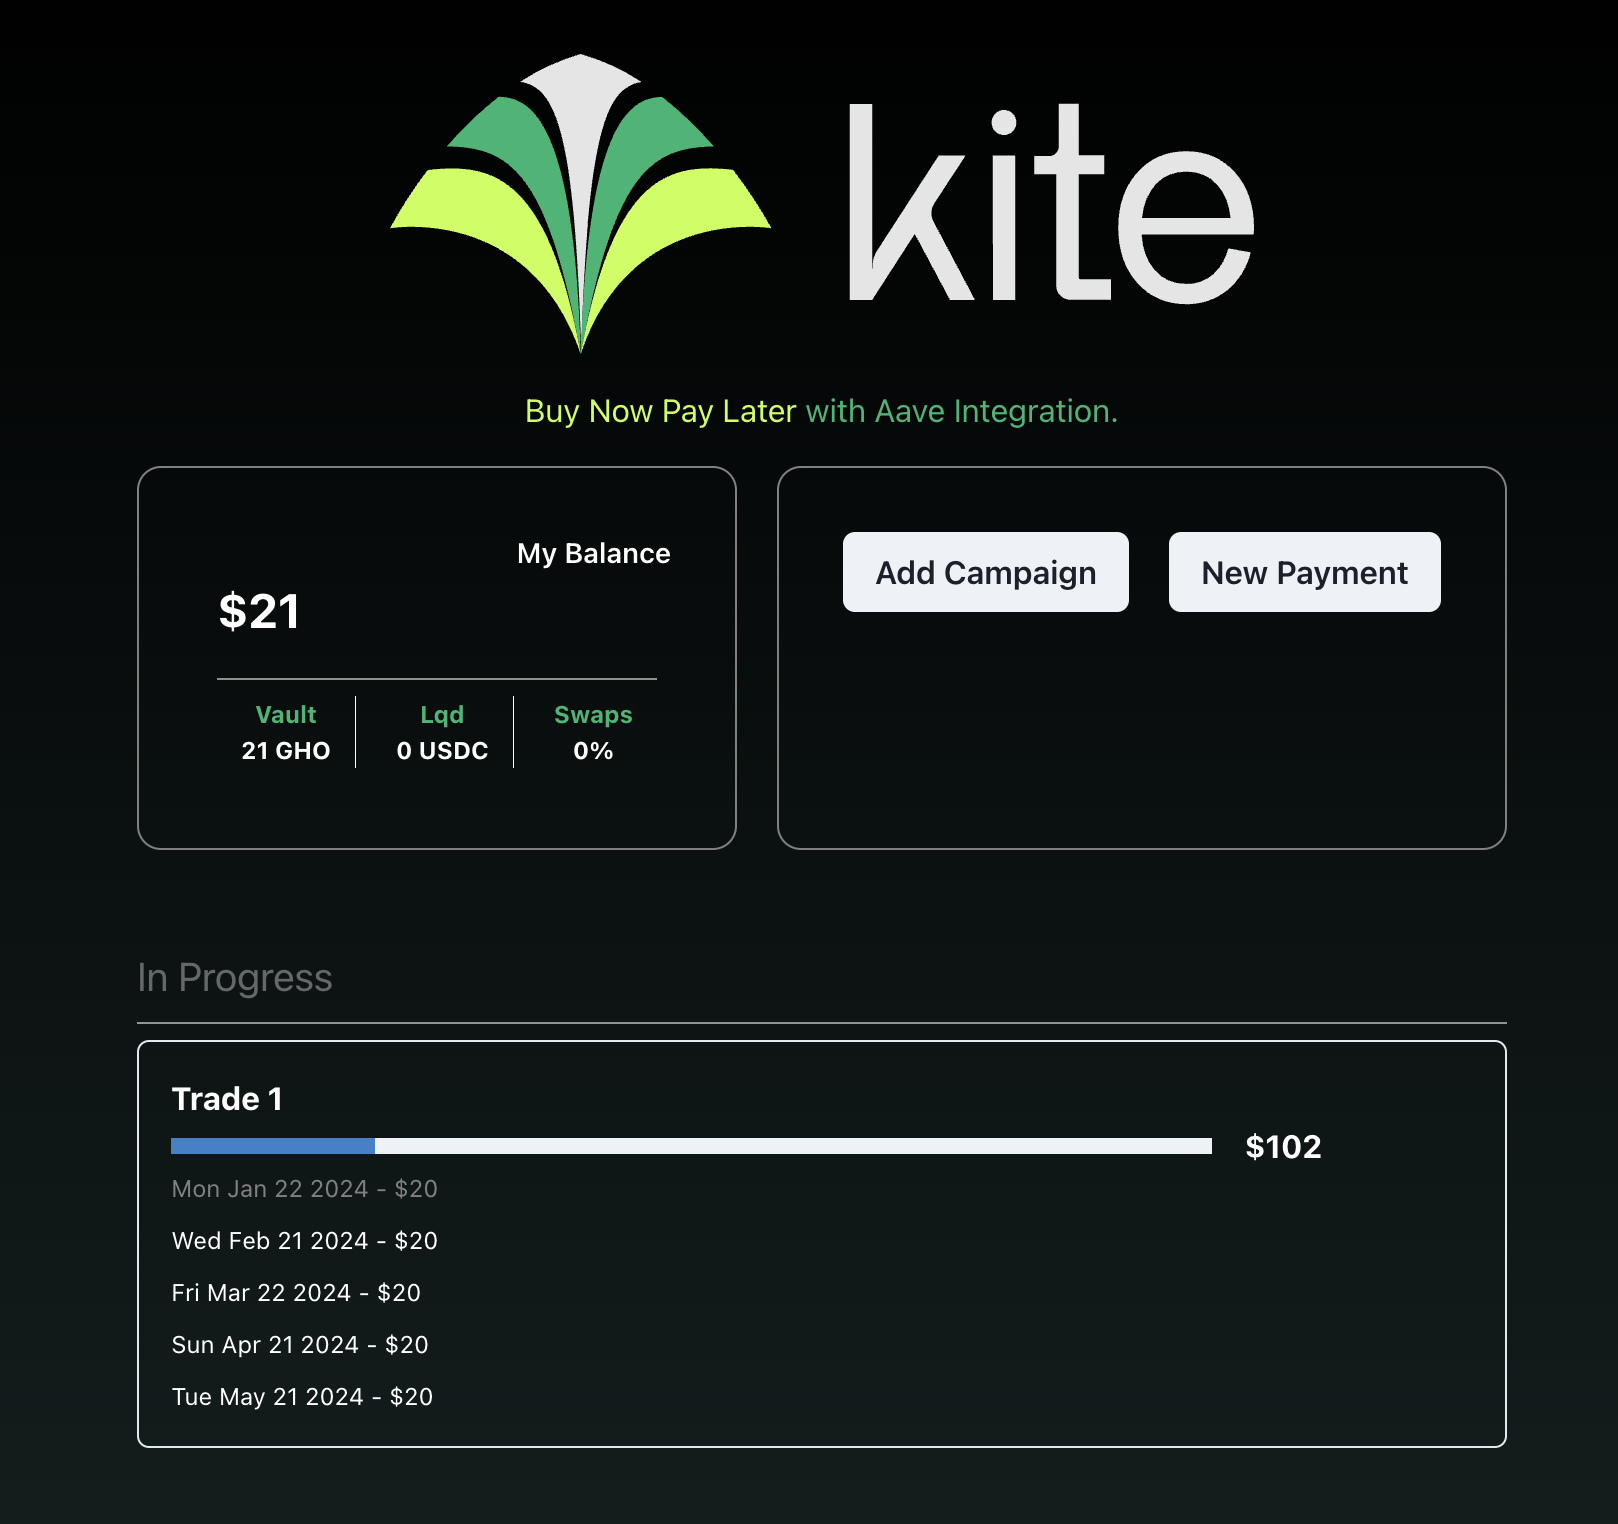 kite
Buy Now Pay Later with Aave Integration.
My Balance
$21
Vault
21 GHO
Lqd
0 USDC
Swaps
0%
Add Campaign
New Payment
In Progress
Trade 1
$102
Mon Jan 22 2024 - $20
Wed Feb 21 2024 - $20
Fri Mar 22 2024 - $20
Sun Apr 21 2024 - $20
Tue May 21 2024 - $20